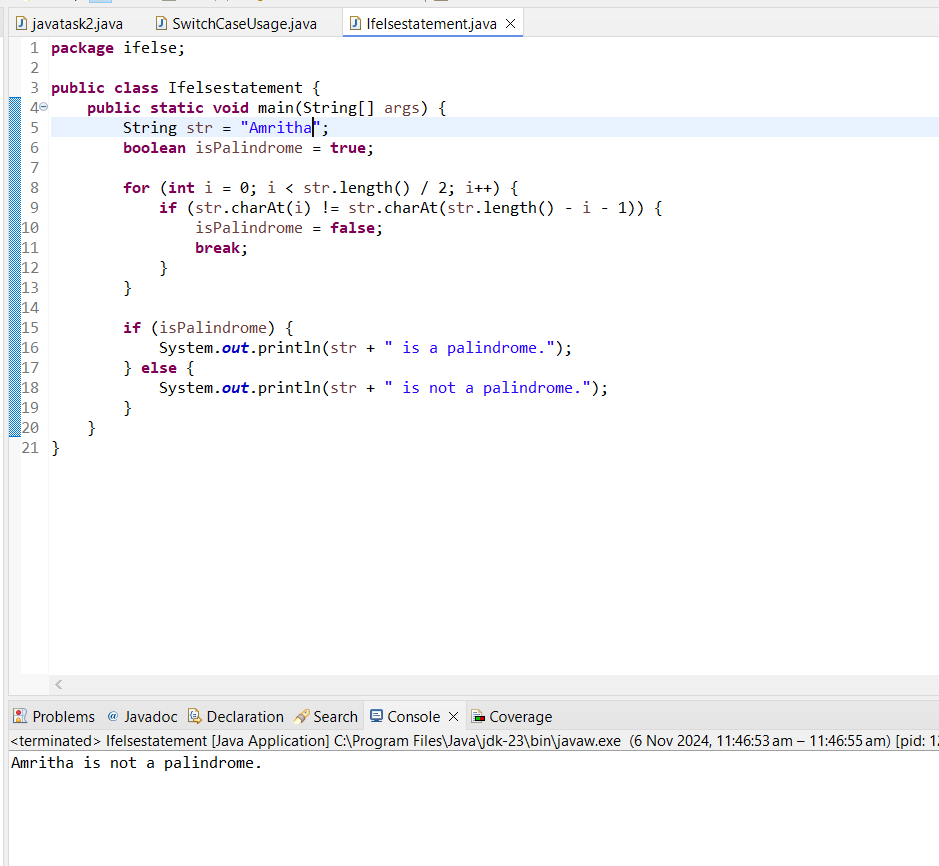 javatask2.java SwitchCaseUsage.java Ifelsestatement.java
1 package ifelse;
2
3 public class Ifelsestatement {
4 public static void main(String[] args) {
5 String str = "Amritha";
6 boolean isPalindrome = true;
7
8 for (int i = 0; i < str.length() / 2; i++) {
9 if (str.charAt(i) != str.charAt(str.length() - i - 1)) {
10 isPalindrome = false;
11 break;
12 }
13 }
14
15 if (isPalindrome) {
16 System.out.println(str + " is a palindrome.");
17 } else {
18 System.out.println(str + " is not a palindrome.");
19 }
20 }
21 }
Problems @ Javadoc Declaration Search Console Coverage
<terminated> Ifelsestatement [Java Application] C:\Program Files\Java\jdk-23\bin\javaw.exe (6 Nov 2024, 11:46:53 am – 11:46:55 am) [pid:
Amritha is not a palindrome.